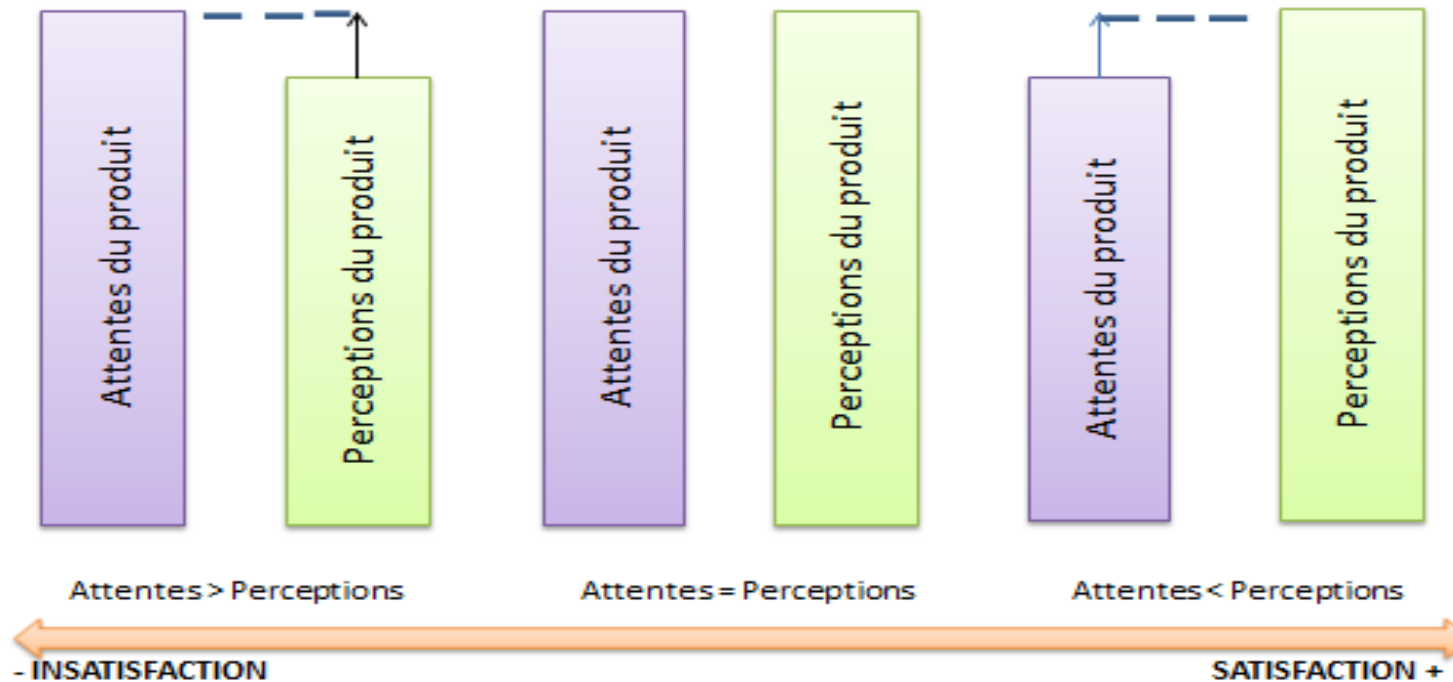 Attentes du produit
Perceptions du produit
Attentes du produit
Perceptions du produit
Attentes du produit
Perceptions du produit
Attentes > Perceptions
Attentes = Perceptions
Attentes < Perceptions
- INSATISFACTION
SATISFACTION +